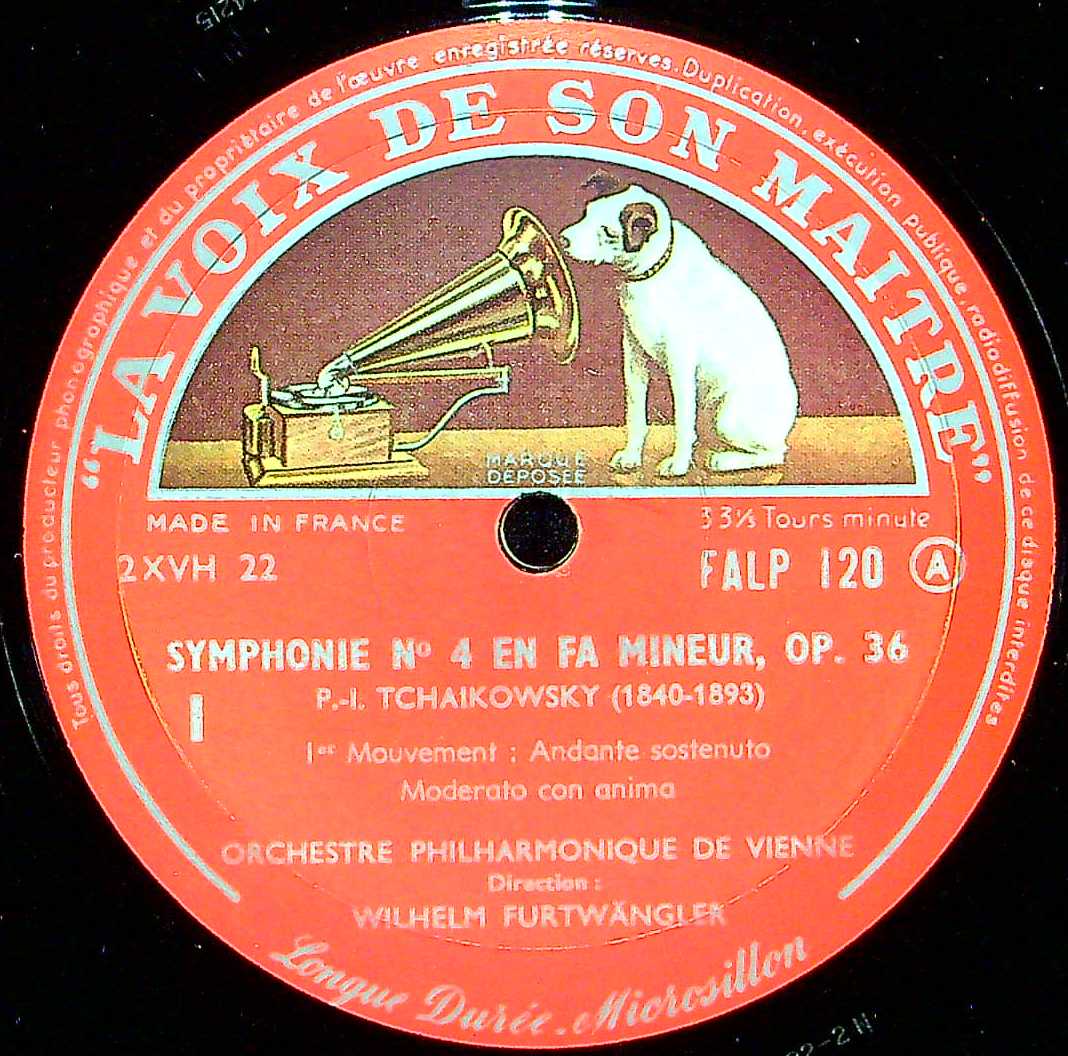 Tous droits du producteur phonographique et du propriétaire de l'œuvre enregistrée réservés. Duplication, exécution publique, radiodiffusion de ce disque interdites
"LA VOIX DE SON MAITRE"
MARQUE
DÉPOSÉE
MADE IN FRANCE
33⅓ Tours minute
2XVH 22
FALP 120 A
SYMPHONIE Nº 4 EN FA MINEUR, OP. 36
P.-I. TCHAIKOWSKY (1840-1893)
I
1er Mouvement : Andante sostenuto
Moderato con anima
ORCHESTRE PHILHARMONIQUE DE VIENNE
Direction :
WILHELM FURTWÄNGLER
Longue Durée - Microsillon